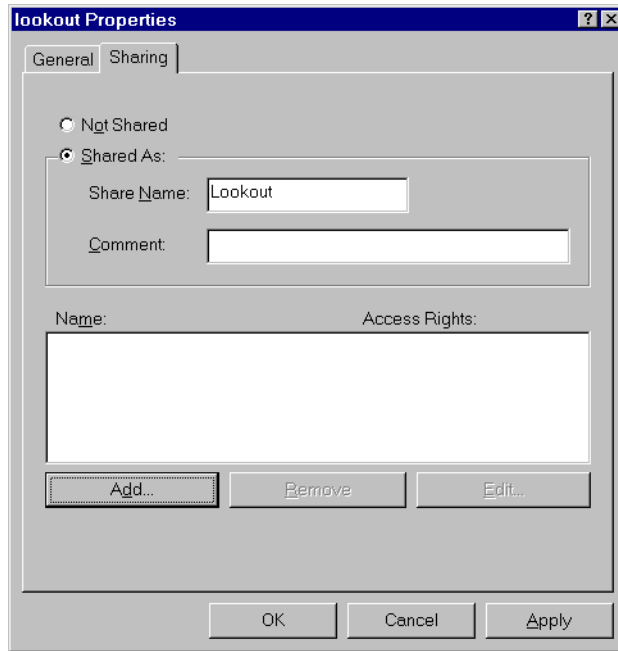 lookout Properties
General Sharing
Not Shared
Shared As:
Share Name: Lookout
Comment:
Name: Access Rights:
Add... Remove Edit...
OK Cancel Apply